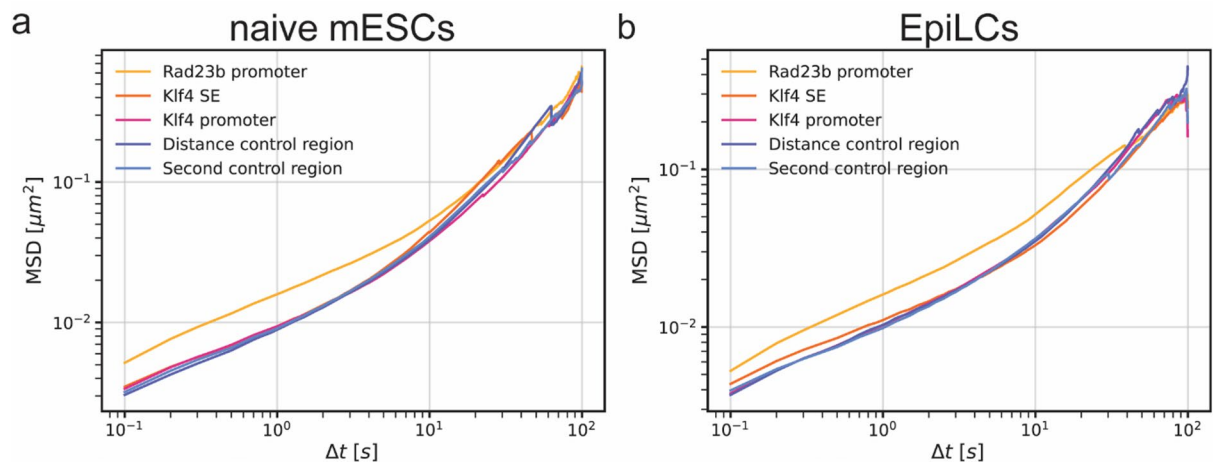 a
naive mESCs
Rad23b promoter
Klf4 SE
Klf4 promoter
Distance control region
Second control region
MSD [μm²]
10⁻¹
10⁻²
10⁻¹ 10⁰ 10¹ 10²
Δt [s]
b
EpiLCs
Rad23b promoter
Klf4 SE
Klf4 promoter
Distance control region
Second control region
MSD [μm²]
10⁻¹
10⁻²
10⁻³
10⁻¹ 10⁰ 10¹ 10²
Δt [s]